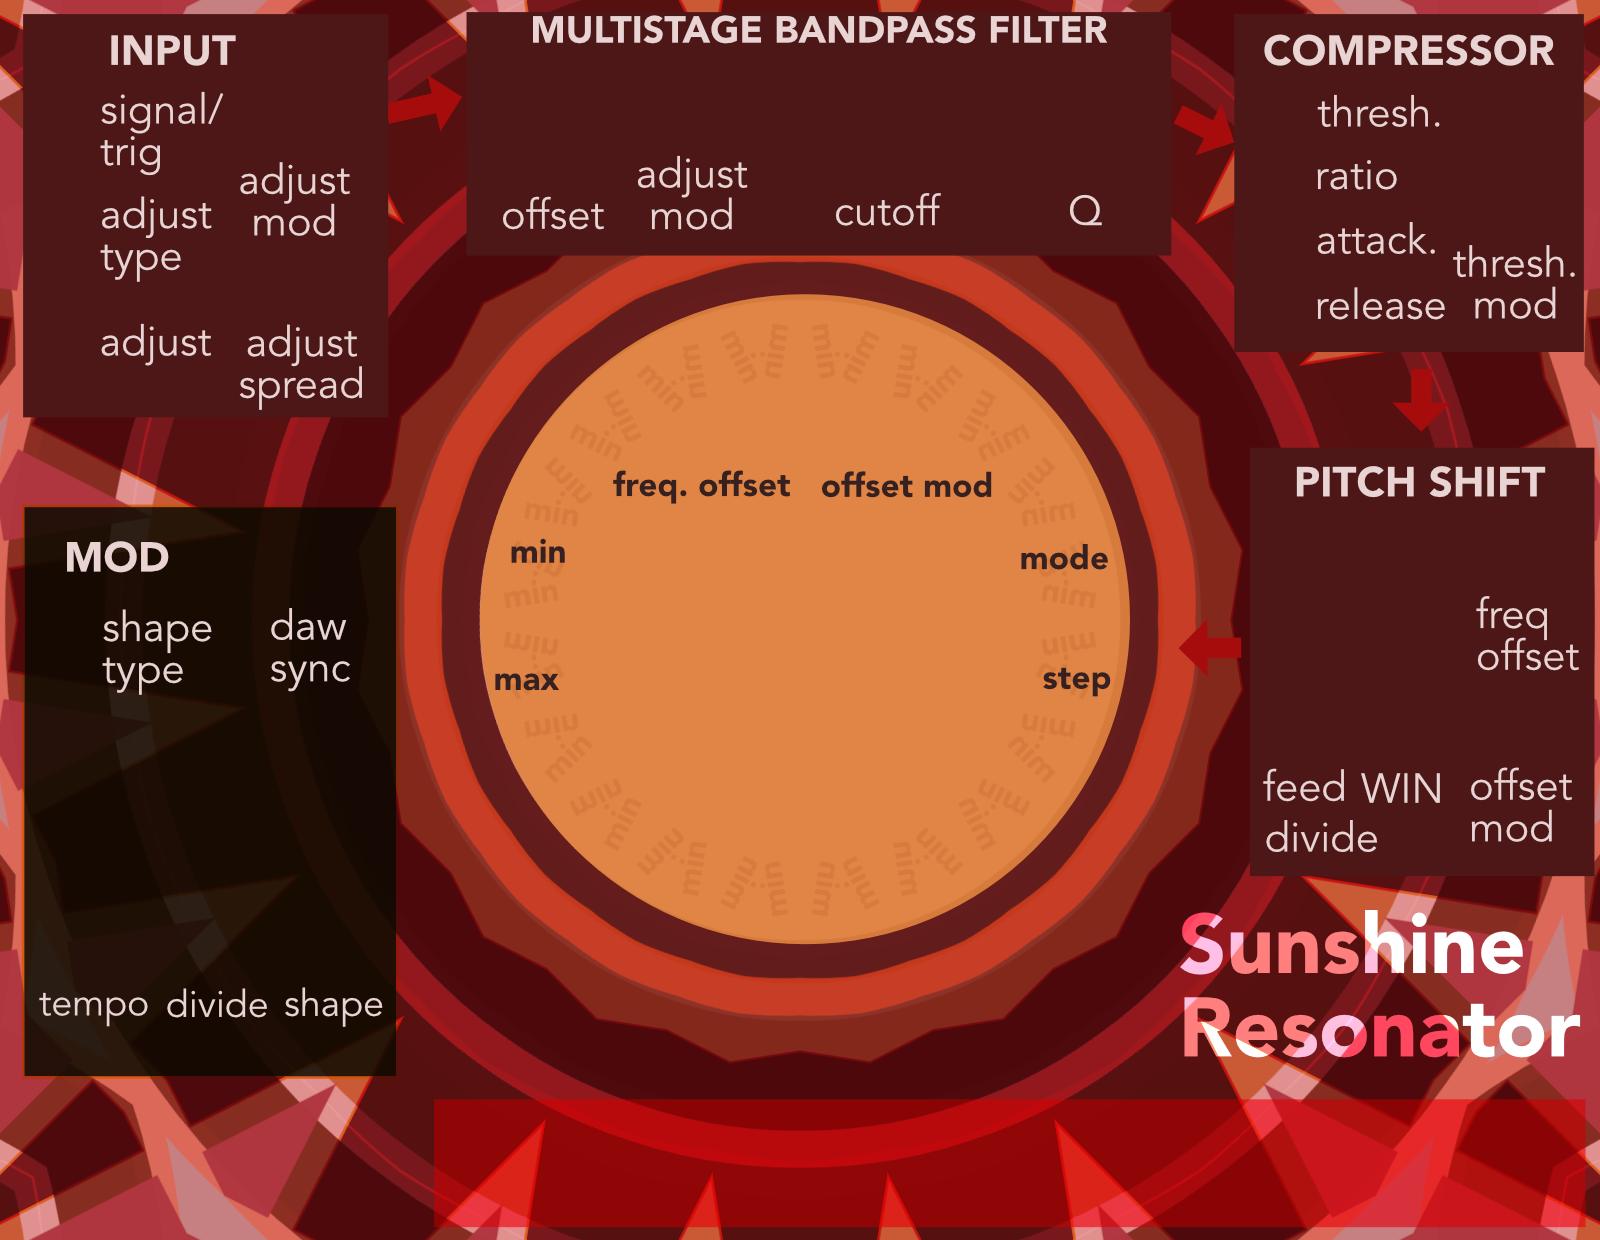 INPUT
signal/
trig
adjust
mod
adjust
type
adjust
adjust
spread
MULTISTAGE BANDPASS FILTER
offset
adjust
mod
cutoff
Q
COMPRESSOR
thresh.
ratio
attack.
release
thresh.
mod
PITCH SHIFT
freq
offset
feed WIN
divide
offset
mod
freq. offset
offset mod
min
mode
max
step
MOD
shape
type
daw
sync
tempo
divide
shape
Sunshine
Resonator